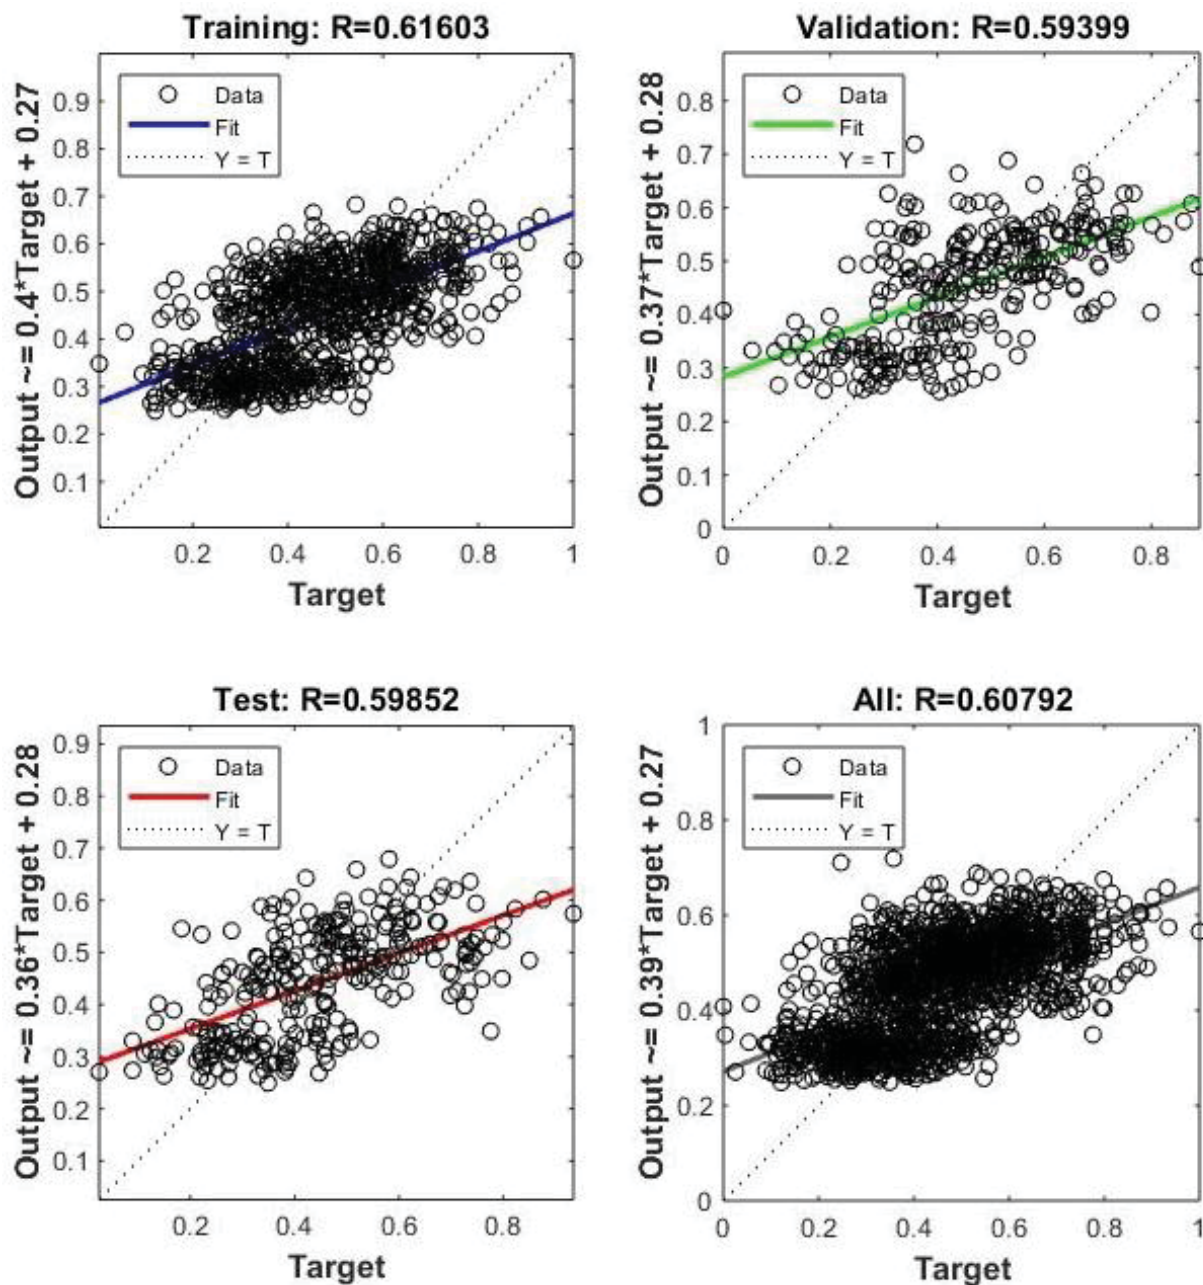 Training: R=0.61603
Output ~= 0.4*Target + 0.27
0.9
0.8
0.7
0.6
0.5
0.4
0.3
0.2
0.1
Data
Fit
Y = T
0.2 0.4 0.6 0.8 1
Target
Validation: R=0.59399
Output ~= 0.37*Target + 0.28
0.8
0.7
0.6
0.5
0.4
0.3
0.2
0.1
0
Data
Fit
Y = T
0 0.2 0.4 0.6 0.8
Target
Test: R=0.59852
Output ~= 0.36*Target + 0.28
0.9
0.8
0.7
0.6
0.5
0.4
0.3
0.2
0.1
Data
Fit
Y = T
0.2 0.4 0.6 0.8
Target
All: R=0.60792
Output ~= 0.39*Target + 0.27
1
0.8
0.6
0.4
0.2
0
Data
Fit
Y = T
0 0.2 0.4 0.6 0.8 1
Target